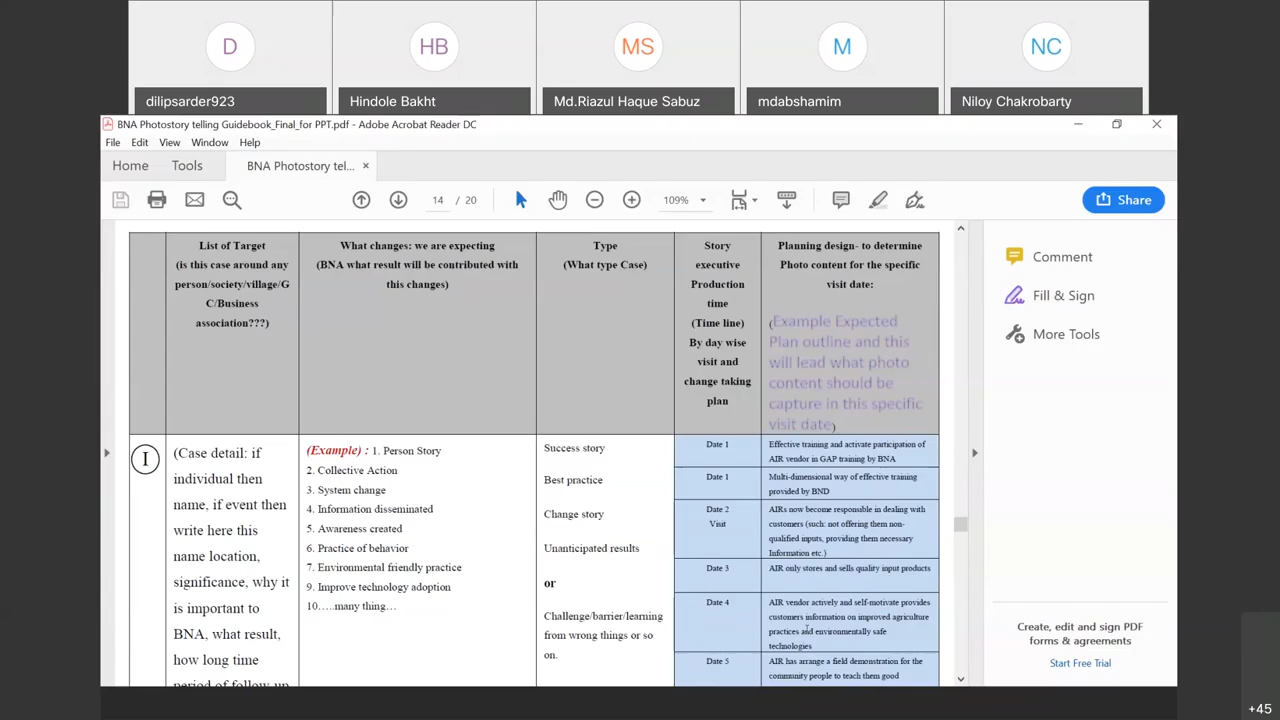 D
HB
MS
M
NC
dilipsarder923
Hindole Bakht
Md.Riazul Haque Sabuz
mdabshamim
Niloy Chakrobarty
BNA Photostory telling Guidebook_Final_for PPT.pdf - Adobe Acrobat Reader DC
File Edit View Window Help
Home Tools BNA Photostory tel... ×
14 / 20
109%
Share
List of Target
(is this case around any
person/society/village/G
C/Business
association???)
What changes: we are expecting
(BNA what result will be contributed with
this changes)
Type
(What type Case)
Story
executive
Production
time
(Time line)
By day wise
visit and
change taking
plan
Planning design- to determine
Photo content for the specific
visit date:
(Example Expected
Plan outline and this
will lead what photo
content should be
capture in this specific
visit date)
I
(Case detail: if
individual then
name, if event then
write here this
name location,
significance, why it
is important to
BNA, what result,
how long time
period of follow up
(Example) : 1. Person Story
2. Collective Action
3. System change
4. Information disseminated
5. Awareness created
6. Practice of behavior
7. Environmental friendly practice
9. Improve technology adoption
10…..many thing…
Success story
Best practice
Change story
Unanticipated results
or
Challenge/barrier/learning
from wrong things or so
on.
Date 1
Effective training and activate participation of
AIR vendor in GAP training by BNA
Date 1
Multi-dimensional way of effective training
provided by BND
Date 2
Visit
AIRs now become responsible in dealing with
customers (such: not offering them non-
qualified inputs, providing them necessary
Information etc.)
Date 3
AIR only stores and sells quality input products
Date 4
AIR vendor actively and self-motivate provides
customers information on improved agriculture
practices and environmentally safe
technologies
Date 5
AIR has arrange a field demonstration for the
community people to teach them good
Comment
Fill & Sign
More Tools
Create, edit and sign PDF
forms & agreements
Start Free Trial
+45